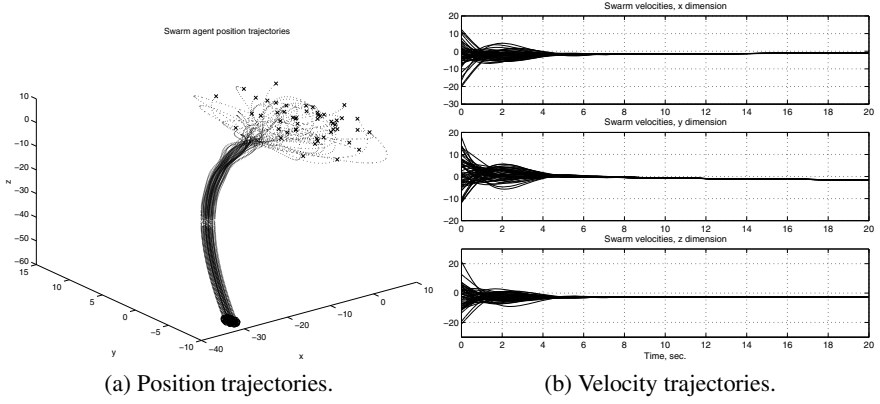 Swarm agent position trajectories
10
0
−10
−20
−30
−40
−50
−60
z
15
10
5
0
−5
−10
y
−40
−30
−20
−10
0
10
x
(a) Position trajectories.
Swarm velocities, x dimension
20
10
0
−10
−20
−30
0 2 4 6 8 10 12 14 16 18 20
Swarm velocities, y dimension
20
10
0
−10
−20
0 2 4 6 8 10 12 14 16 18 20
Swarm velocities, z dimension
20
10
0
−10
−20
0 2 4 6 8 10 12 14 16 18 20
Time, sec.
(b) Velocity trajectories.